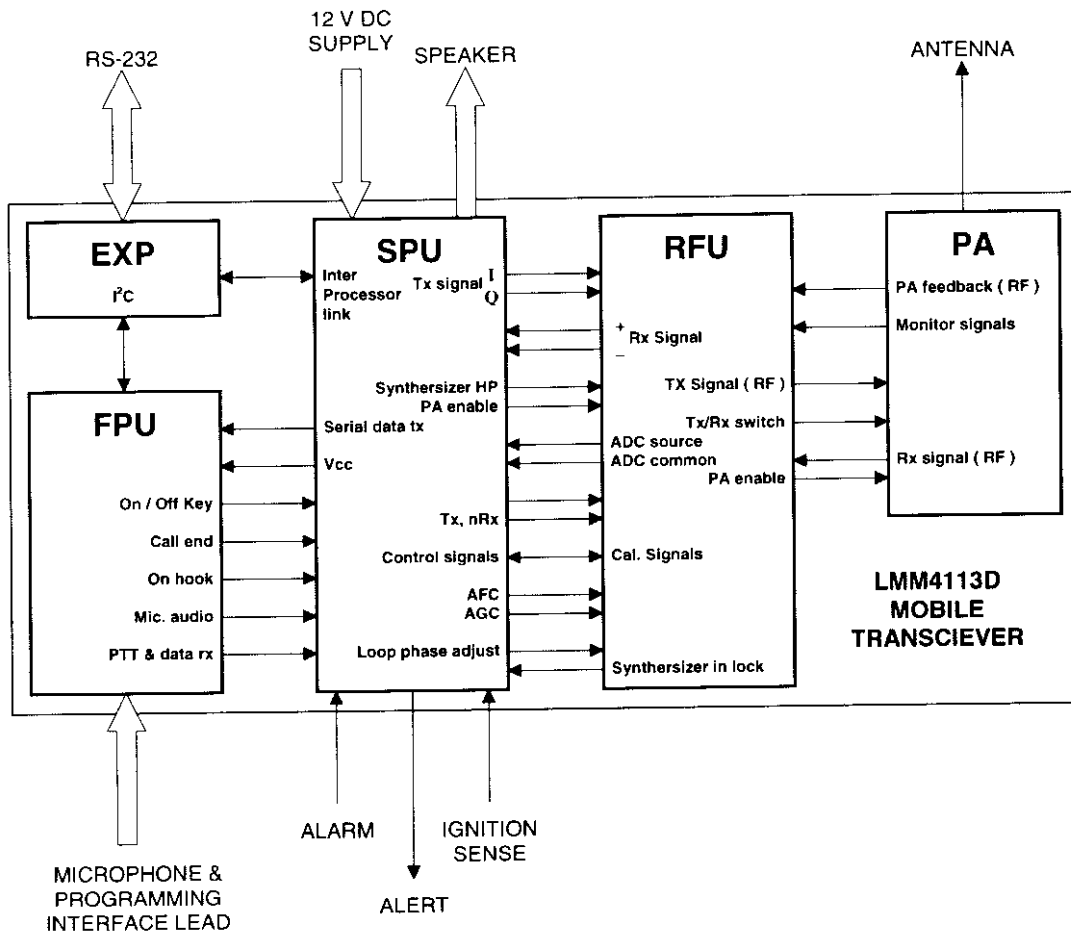 12 V DC
SUPPLY
RS-232
SPEAKER
ANTENNA
EXP
I²C
SPU
Inter
Processor
link
Tx signal
I
Q
RFU
+
Rx Signal
–
PA
PA feedback ( RF )
Monitor signals
FPU
Synthersizer HP
PA enable
TX Signal ( RF )
Tx/Rx switch
Serial data tx
Vcc
ADC source
ADC common
Rx signal ( RF )
PA enable
On / Off Key
Tx, nRx
Call end
Control signals
Cal. Signals
On hook
AFC
AGC
Mic. audio
PTT & data rx
Loop phase adjust
Synthersizer in lock
LMM4113D
MOBILE
TRANSCIEVER
ALARM
IGNITION
SENSE
ALERT
MICROPHONE &
PROGRAMMING
INTERFACE LEAD